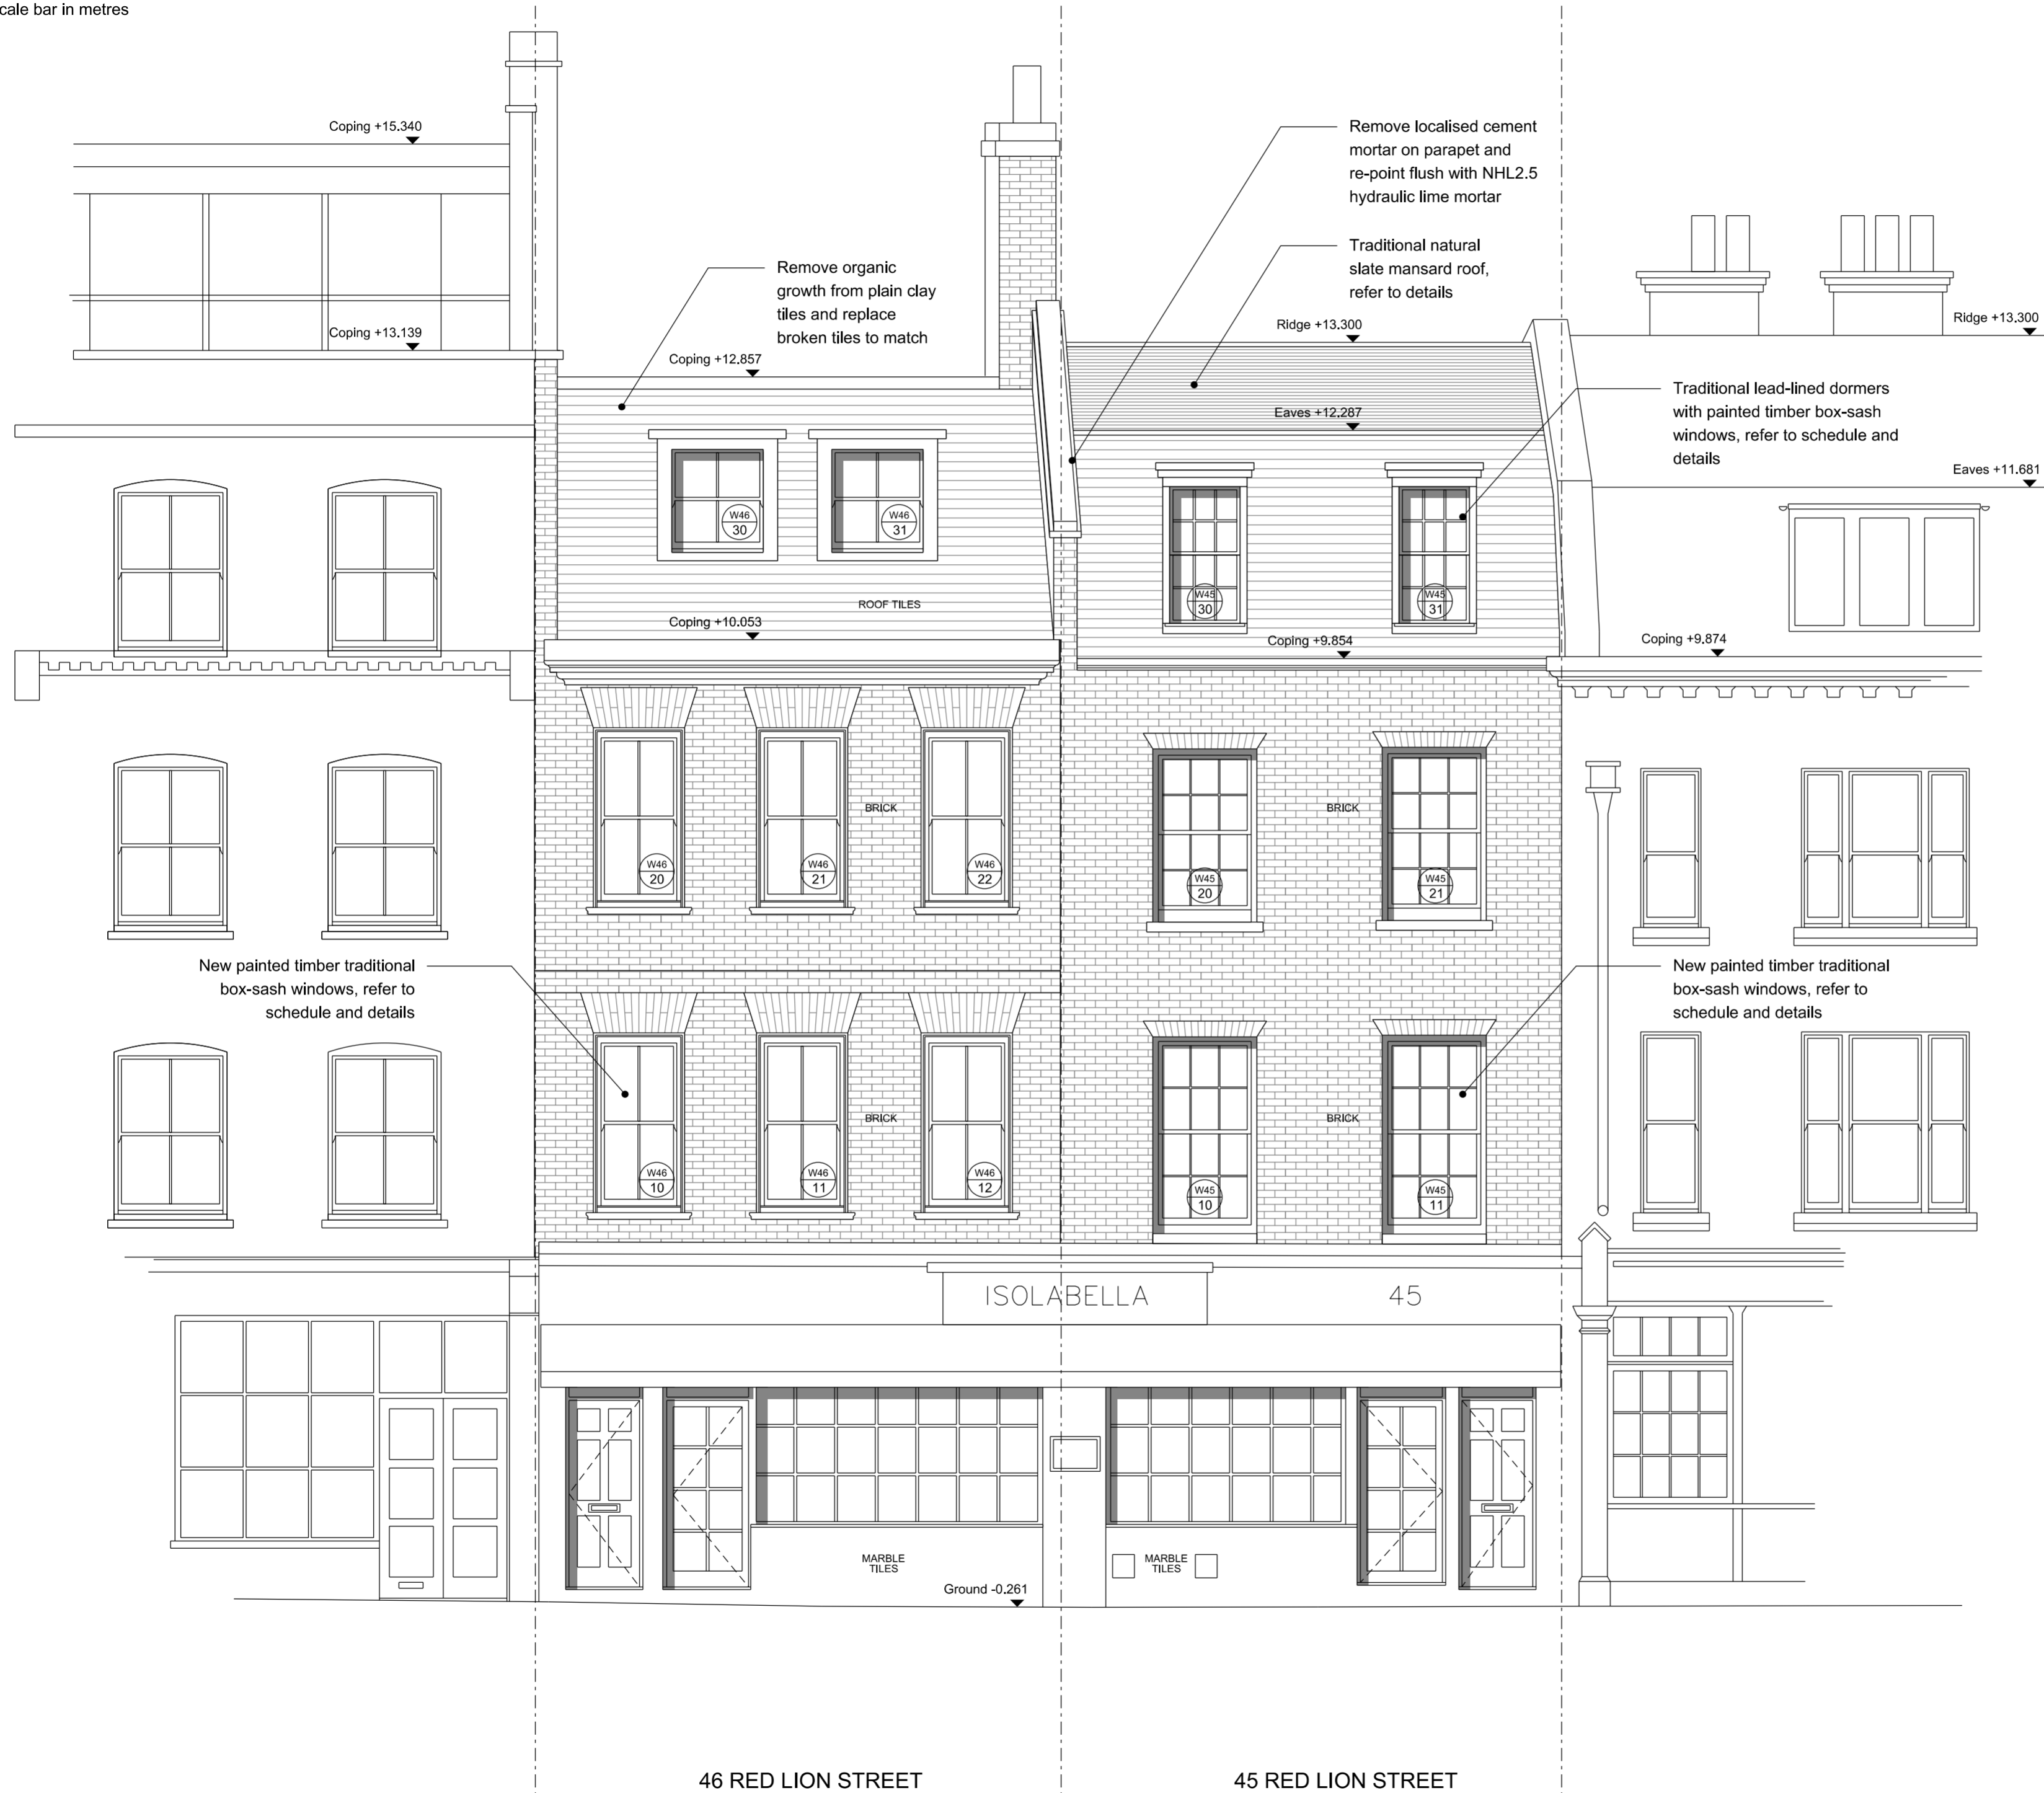 cale bar in metres
Coping +15.340
Remove localised cement
mortar on parapet and
re-point flush with NHL2.5
hydraulic lime mortar
Traditional natural
slate mansard roof,
refer to details
Remove organic
growth from plain clay
tiles and replace
broken tiles to match
Coping +13.139
Ridge +13.300
Ridge +13.300
Coping +12.857
Traditional lead-lined dormers
with painted timber box-sash
windows, refer to schedule and
details
Eaves +12.287
Eaves +11.681
W46
30
W46
31
W45
30
W45
31
ROOF TILES
Coping +10.053
Coping +9.854
Coping +9.874
BRICK
BRICK
W46
20
W46
21
W46
22
W45
20
W45
21
New painted timber traditional
box-sash windows, refer to
schedule and details
New painted timber traditional
box-sash windows, refer to
schedule and details
BRICK
BRICK
W46
10
W46
11
W46
12
W45
10
W45
11
ISOLABELLA
45
MARBLE
TILES
MARBLE
TILES
Ground -0.261
46 RED LION STREET
45 RED LION STREET